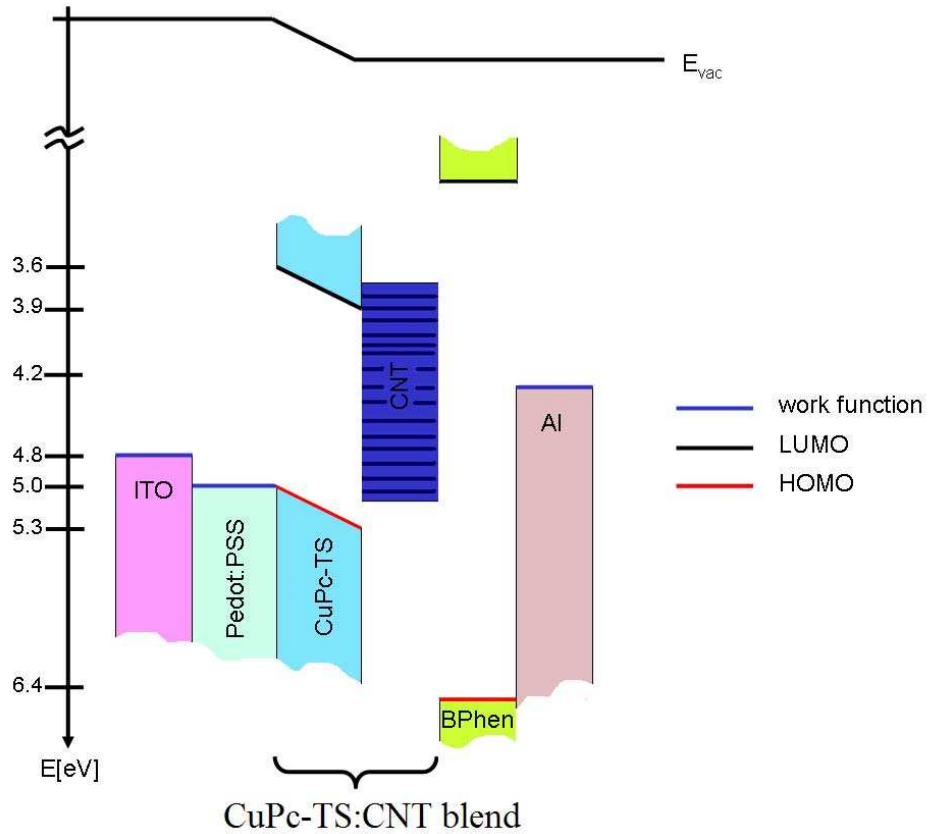 Evac
3.6
3.9
4.2
4.8
5.0
5.3
6.4
E[eV]
ITO
Pedot:PSS
CuPc-TS
CNT
BPhen
Al
work function
LUMO
HOMO
CuPc-TS:CNT blend